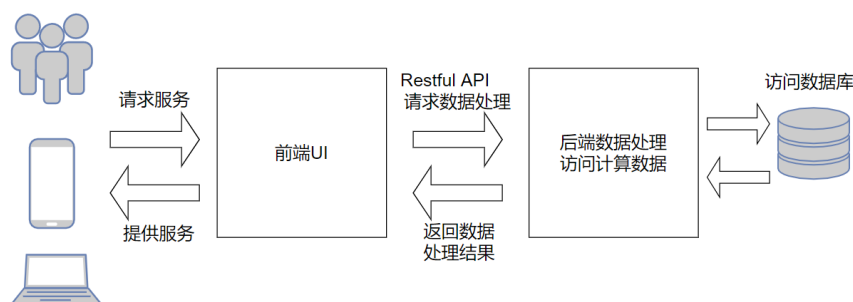 请求服务
提供服务
前端UI
Restful API
请求数据处理
返回数据
处理结果
后端数据处理
访问计算数据
访问数据库